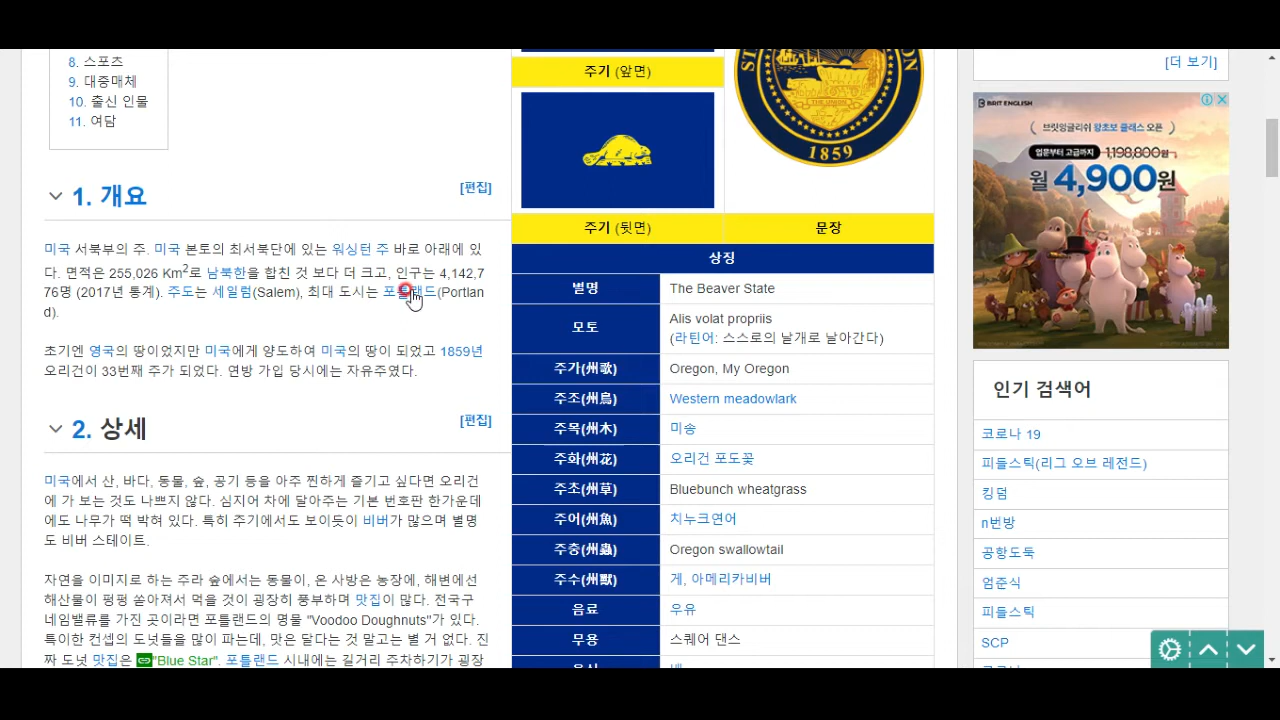 8. 스포츠
9. 대중매체
10. 출신 인물
11. 여담
1. 개요
[편집]
미국 서북부의 주. 미국 본토의 최서북단에 있는 워싱턴 주 바로 아래에 있
다. 면적은 255,026 Km2로 남북한을 합친 것 보다 더 크고, 인구는 4,142,7
76명 (2017년 통계). 주도는 세일럼(Salem), 최대 도시는 포틀랜드(Portlan
d).
초기엔 영국의 땅이었지만 미국에게 양도하여 미국의 땅이 되었고 1859년
오리건이 33번째 주가 되었다. 연방 가입 당시에는 자유주였다.
2. 상세
[편집]
미국에서 산, 바다, 동물, 숲, 공기 등을 아주 찐하게 즐기고 싶다면 오리건
에 가 보는 것도 나쁘지 않다. 심지어 차에 달아주는 기본 번호판 한가운데
에도 나무가 떡 박혀 있다. 특히 주기에서도 보이듯이 비버가 많으며 별명
도 비버 스테이트.
자연을 이미지로 하는 주라 숲에서는 동물이, 온 사방은 농장에, 해변에선
해산물이 펑펑 쏟아져서 먹을 것이 굉장히 풍부하며 맛집이 많다. 전국구
네임밸류를 가진 곳이라면 포틀랜드의 명물 "Voodoo Doughnuts"가 있다.
특이한 컨셉의 도넛들을 많이 파는데, 맛은 달다는 것 말고는 별 거 없다. 진
짜 도넛 맛집은 "Blue Star". 포틀랜드 시내에는 길거리 주차하기가 굉장
주기 (앞면)
THE UNION
1859
주기 (뒷면)
문장
상징
별명
The Beaver State
모토
Alis volat propriis
(라틴어: 스스로의 날개로 날아간다)
주가(州歌)
Oregon, My Oregon
주조(州鳥)
Western meadowlark
주목(州木)
미송
주화(州花)
오리건 포도꽃
주초(州草)
Bluebunch wheatgrass
주어(州魚)
치누크연어
주충(州蟲)
Oregon swallowtail
주수(州獸)
게, 아메리카비버
음료
우유
무용
스퀘어 댄스
[더 보기]
BRIT ENGLISH
브릿잉글리쉬 왕초보 클래스 오픈
입문부터 고급까지 1,198,800원
월 4,900원
인기 검색어
코로나 19
피들스틱(리그 오브 레전드)
킹덤
n번방
공항도둑
엄준식
피들스틱
SCP